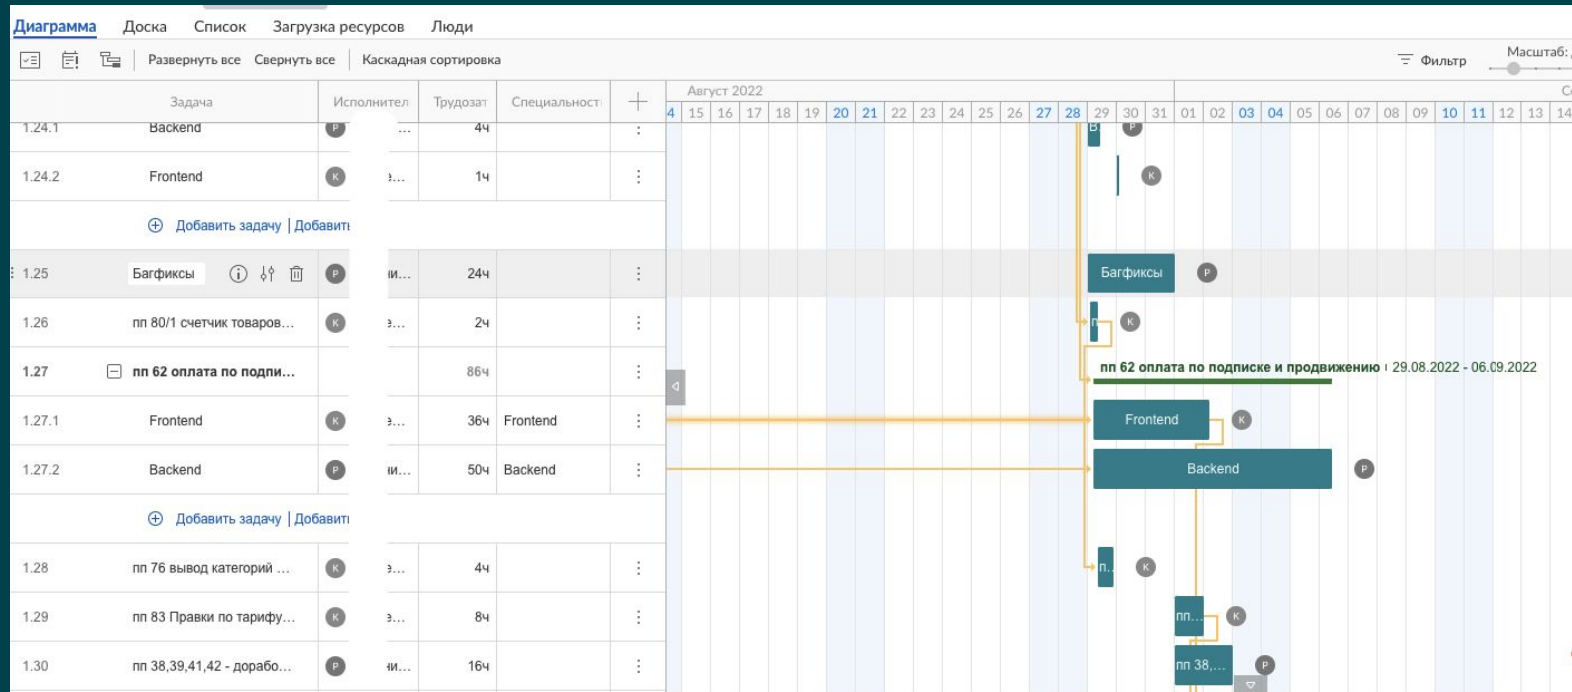 Диаграмма Доска Список Загрузка ресурсов Люди
Развернуть все Свернуть все Каскадная сортировка Фильтр Масштаб:
Задача Исполнител Трудозат Специальност Август 2022
4 15 16 17 18 19 20 21 22 23 24 25 26 27 28 29 30 31 01 02 03 04 05 06 07 08 09 10 11 12 13 14
1.24.1 Backend Р ... 4ч В. Р
1.24.2 Frontend К е... 1ч К
Добавить задачу | Добавить
1.25 Багфиксы Р и... 24ч Багфиксы Р
1.26 пп 80/1 счетчик товаров... К е... 2ч п К
1.27 пп 62 оплата по подпи... 86ч пп 62 оплата по подписке и продвижению 29.08.2022 - 06.09.2022
1.27.1 Frontend К е... 36ч Frontend Frontend К
1.27.2 Backend Р и... 50ч Backend Backend Р
Добавить задачу | Добавить
1.28 пп 76 вывод категорий ... К е... 4ч п.. К
1.29 пп 83 Правки по тарифу... К е... 8ч пп... К
1.30 пп 38,39,41,42 - дорабо... Р и... 16ч пп 38,... Р